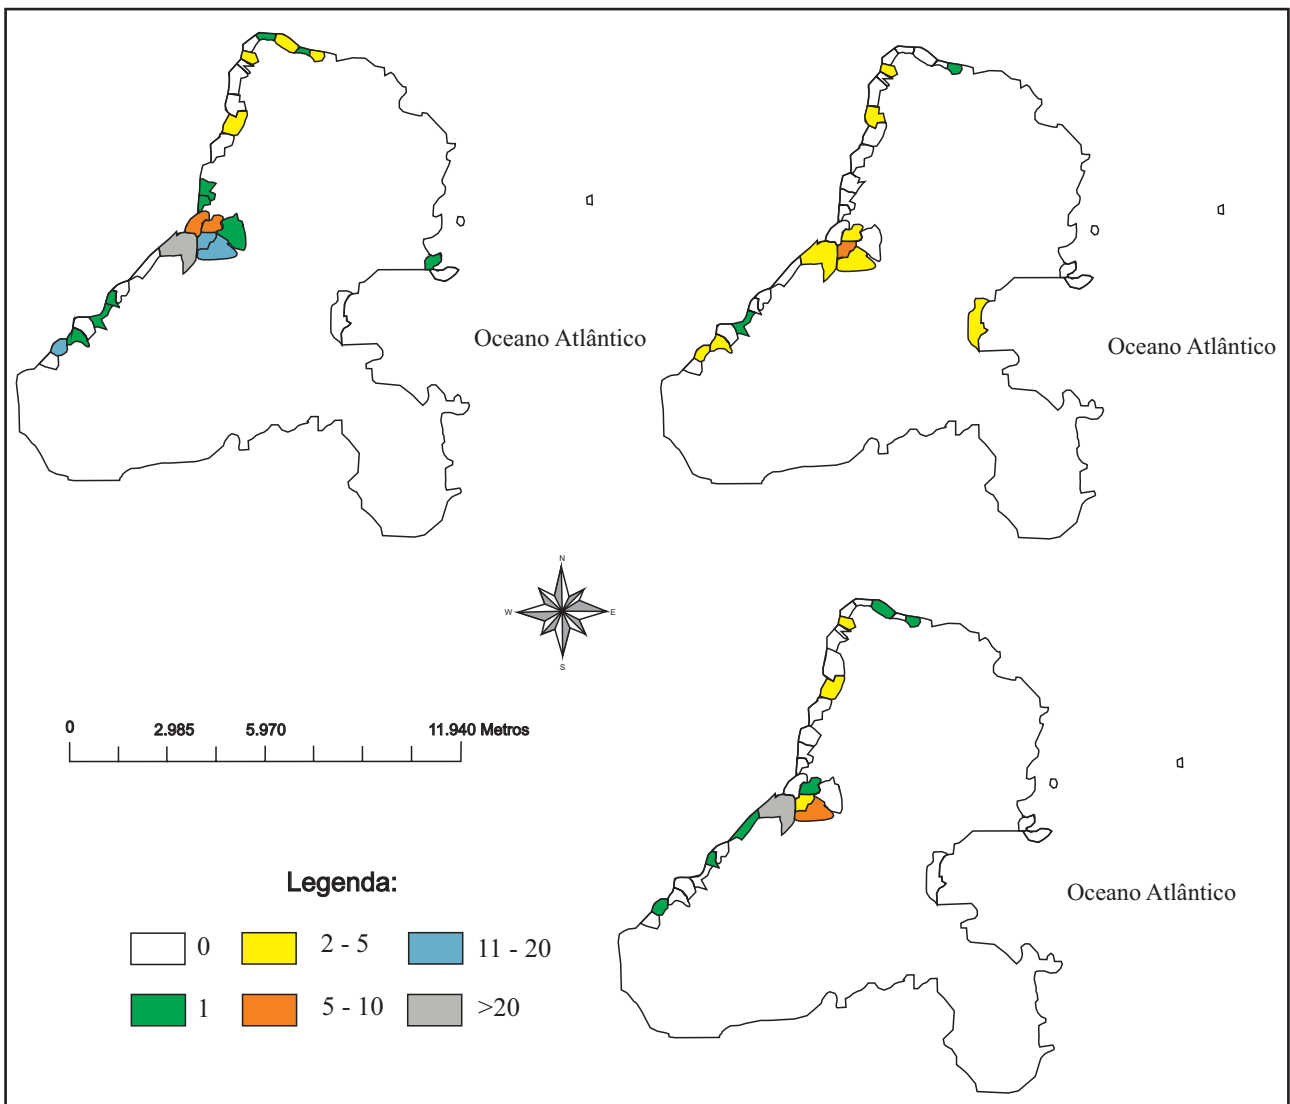 Oceano Atlântico
Oceano Atlântico
N
W E
S
0 2.985 5.970 11.940 Metros
Oceano Atlântico
Legenda:
0 2 - 5 11 - 20
1 5 - 10 >20